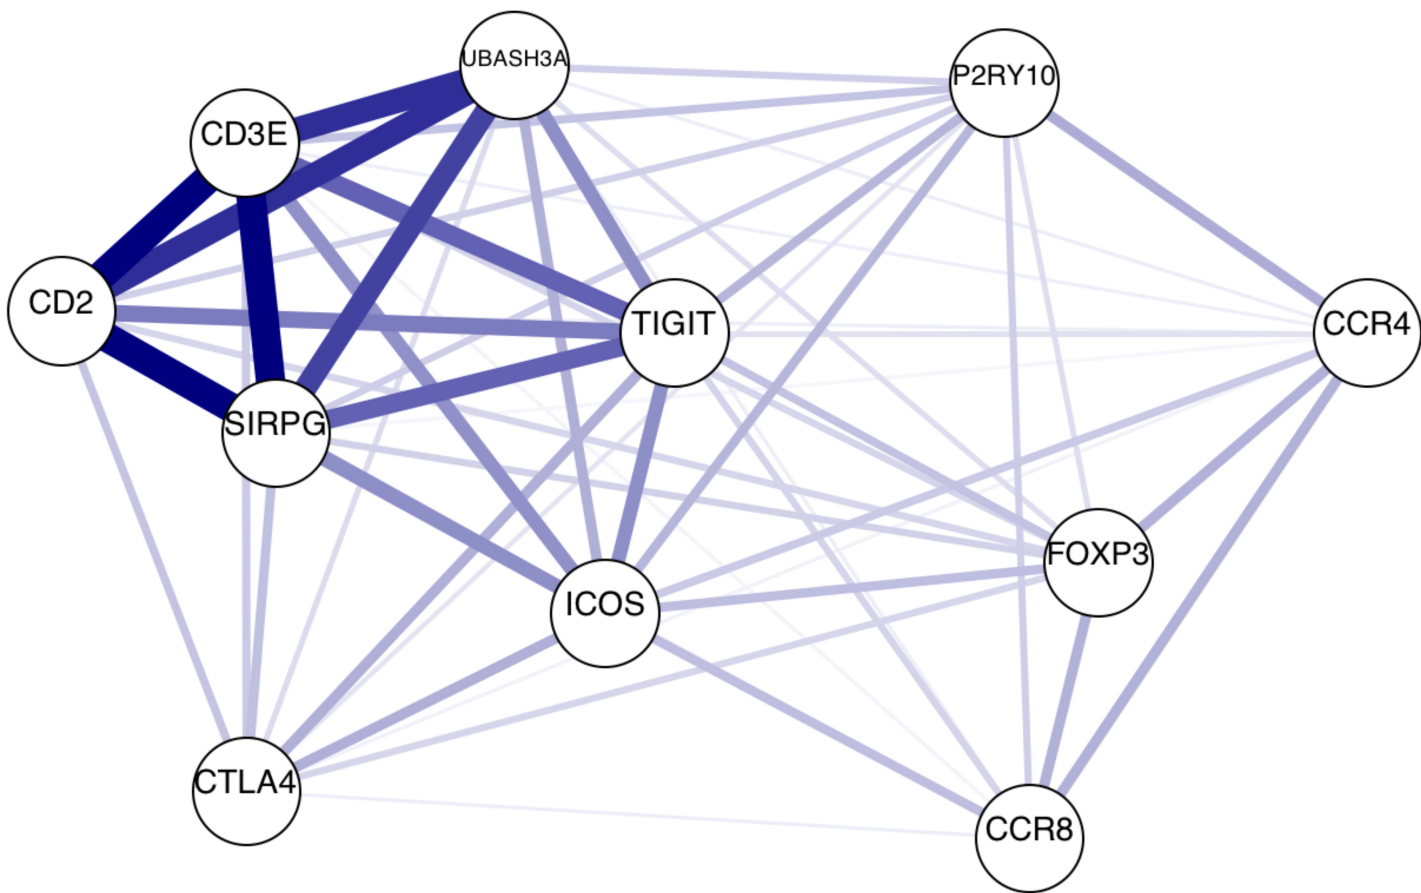 UBASH3A
P2RY10
CD3E
CD2
TIGIT
CCR4
SIRPG
FOXP3
ICOS
CTLA4
CCR8